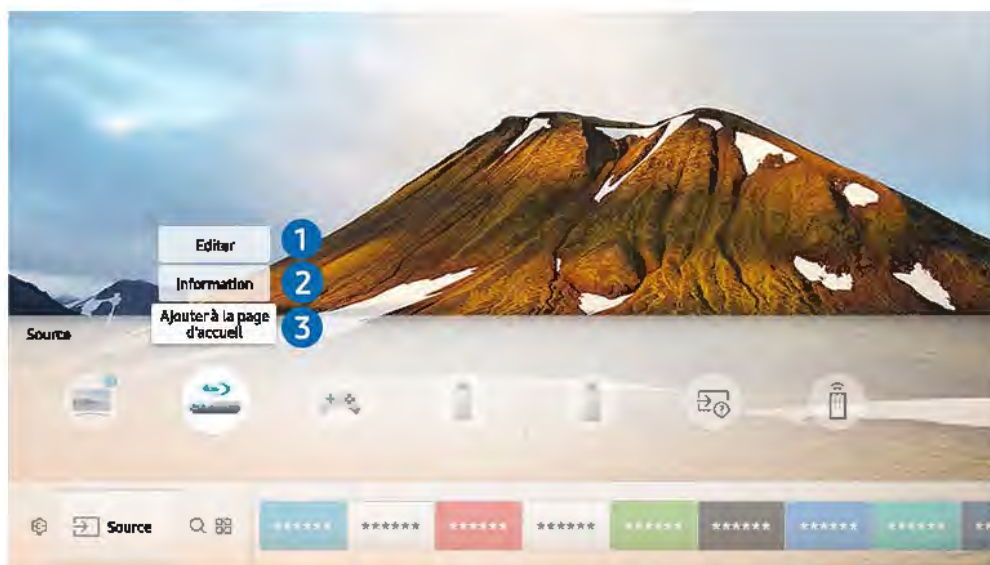 Editer
1
Information
2
Ajouter à la page
d'accueil
3
Source
Source
****** ****** ****** ****** ****** ****** ****** ****** **